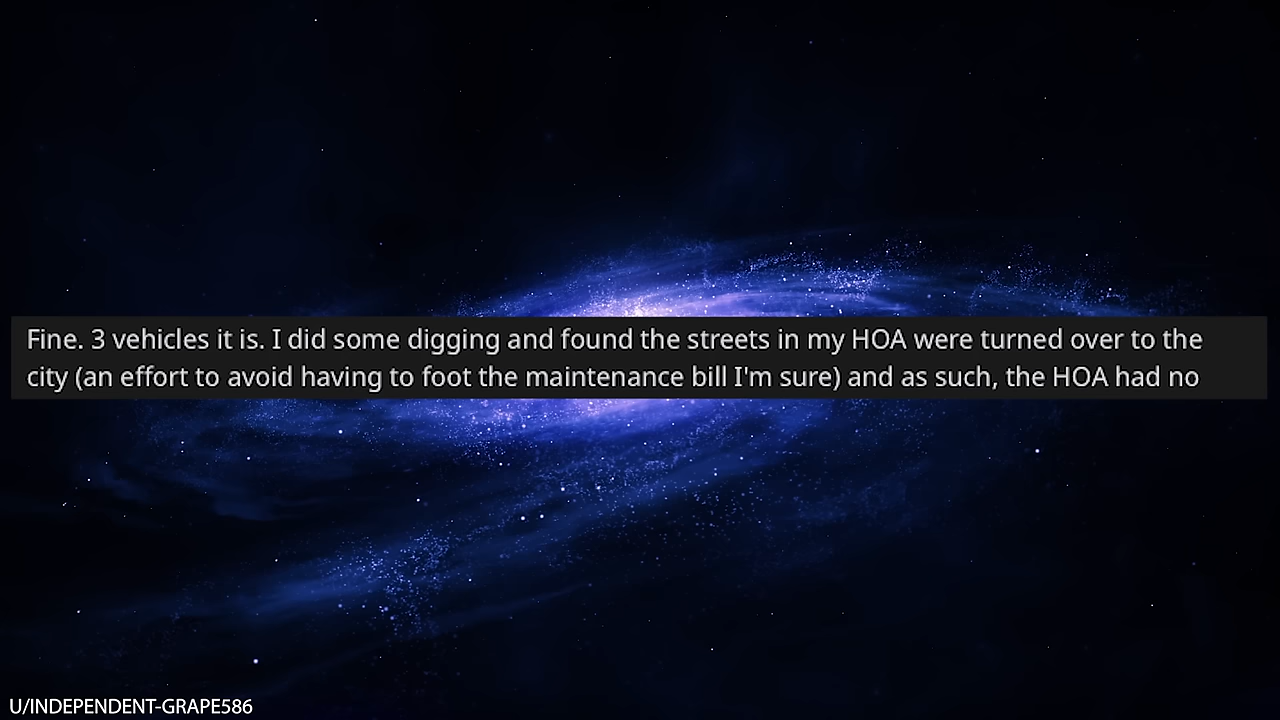 Fine. 3 vehicles it is. I did some digging and found the streets in my HOA were turned over to the
city (an effort to avoid having to foot the maintenance bill I'm sure) and as such, the HOA had no
U/INDEPENDENT-GRAPE586